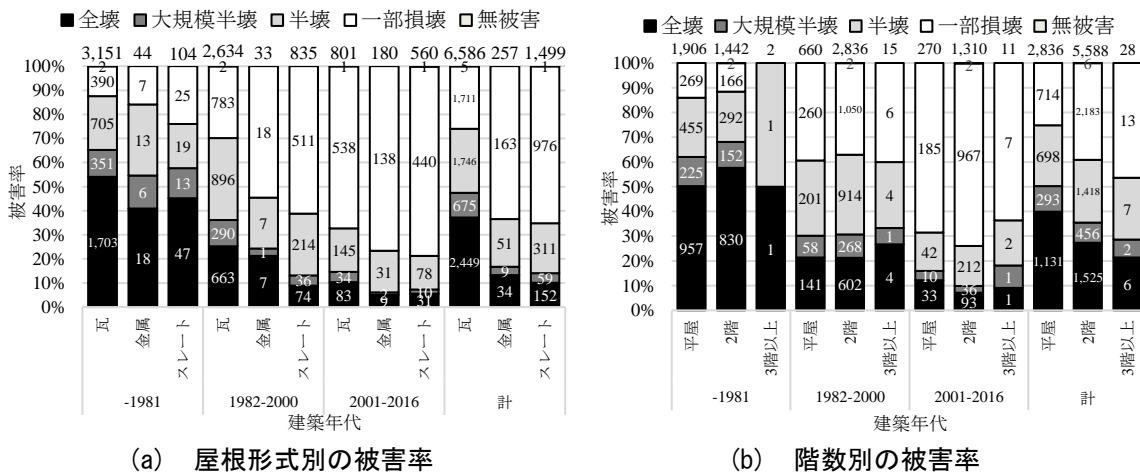 ■全壊 ■大規模半壊 □半壊 □一部損壊 □無被害
3,151 44 104 2,634 33 835 801 180 560 6,586 257 1,499
100%
90%
80%
70%
60%
50%
40%
30%
20%
10%
0%
被害率
2 2 1 1 5 1
390 7 25 783 18 511 538 138 440 1,711 163 976
705 13 19 896 7 214 145 31 78 1,746 51 311
351 6 13 290 1 36 34 2 10 675 9 59
1,703 18 47 663 7 74 83 9 31 2,449 34 152
瓦 金属 スレート 瓦 金属 スレート 瓦 金属 スレート 瓦 金属 スレート
-1981 1982-2000 2001-2016 計
建築年代
(a) 屋根形式別の被害率
■全壊 ■大規模半壊 □半壊 □一部損壊 □無被害
1,906 1,442 2 660 2,836 15 270 1,310 11 2,836 5,588 28
100%
90%
80%
70%
60%
50%
40%
30%
20%
10%
0%
被害率
2 2 2 6
269 166 260 1,050 6 185 967 7 714 2,183 13
455 292 1 201 914 4 42 212 2 698 1,418 7
225 152 58 268 1 10 36 1 293 456 2
957 830 1 141 602 4 33 93 1 1,131 1,525 6
平屋 2階 3階以上 平屋 2階 3階以上 平屋 2階 3階以上 平屋 2階 3階以上
-1981 1982-2000 2001-2016 計
建築年代
(b) 階数別の被害率